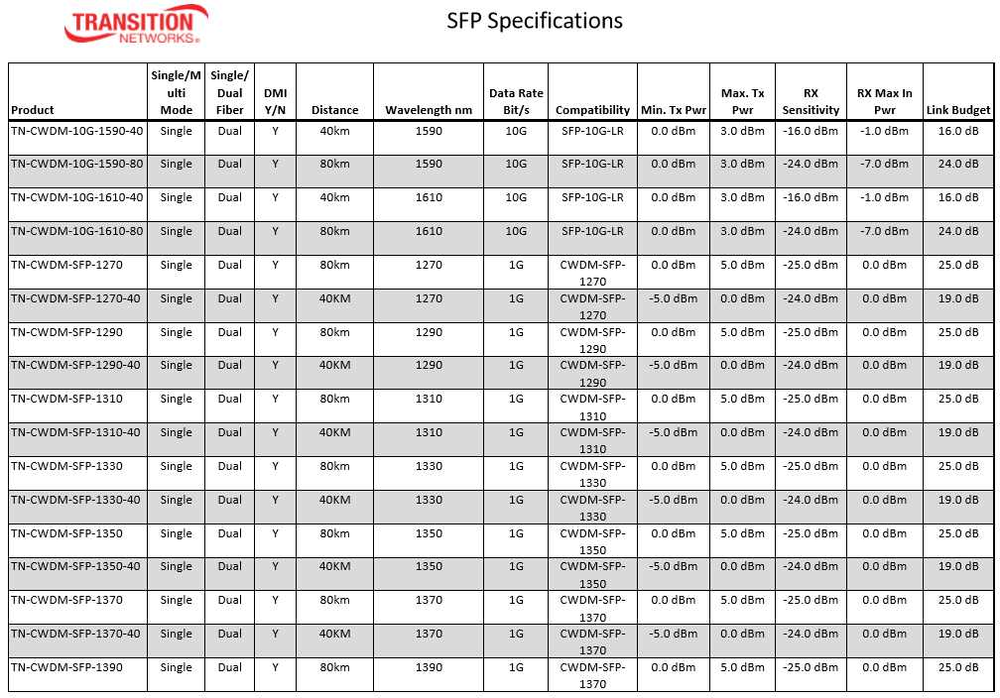 TRANSITION
NETWORKS®
SFP Specifications
Product Single/M ulti Mode Single/ Dual Fiber DMI Y/N Distance Wavelength nm Data Rate Bit/s Compatibility Min. Tx Pwr Max. Tx Pwr RX Sensitivity RX Max In Pwr Link Budget
TN-CWDM-10G-1590-40 Single Dual Y 40km 1590 10G SFP-10G-LR 0.0 dBm 3.0 dBm -16.0 dBm -1.0 dBm 16.0 dB
TN-CWDM-10G-1590-80 Single Dual Y 80km 1590 10G SFP-10G-LR 0.0 dBm 3.0 dBm -24.0 dBm -7.0 dBm 24.0 dB
TN-CWDM-10G-1610-40 Single Dual Y 40km 1610 10G SFP-10G-LR 0.0 dBm 3.0 dBm -16.0 dBm -1.0 dBm 16.0 dB
TN-CWDM-10G-1610-80 Single Dual Y 80km 1610 10G SFP-10G-LR 0.0 dBm 3.0 dBm -24.0 dBm -7.0 dBm 24.0 dB
TN-CWDM-SFP-1270 Single Dual Y 80km 1270 1G CWDM-SFP-1270 0.0 dBm 5.0 dBm -25.0 dBm 0.0 dBm 25.0 dB
TN-CWDM-SFP-1270-40 Single Dual Y 40KM 1270 1G CWDM-SFP-1270 -5.0 dBm 0.0 dBm -24.0 dBm 0.0 dBm 19.0 dB
TN-CWDM-SFP-1290 Single Dual Y 80km 1290 1G CWDM-SFP-1290 0.0 dBm 5.0 dBm -25.0 dBm 0.0 dBm 25.0 dB
TN-CWDM-SFP-1290-40 Single Dual Y 40KM 1290 1G CWDM-SFP-1290 -5.0 dBm 0.0 dBm -24.0 dBm 0.0 dBm 19.0 dB
TN-CWDM-SFP-1310 Single Dual Y 80km 1310 1G CWDM-SFP-1310 0.0 dBm 5.0 dBm -25.0 dBm 0.0 dBm 25.0 dB
TN-CWDM-SFP-1310-40 Single Dual Y 40KM 1310 1G CWDM-SFP-1310 -5.0 dBm 0.0 dBm -24.0 dBm 0.0 dBm 19.0 dB
TN-CWDM-SFP-1330 Single Dual Y 80km 1330 1G CWDM-SFP-1330 0.0 dBm 5.0 dBm -25.0 dBm 0.0 dBm 25.0 dB
TN-CWDM-SFP-1330-40 Single Dual Y 40KM 1330 1G CWDM-SFP-1330 -5.0 dBm 0.0 dBm -24.0 dBm 0.0 dBm 19.0 dB
TN-CWDM-SFP-1350 Single Dual Y 80km 1350 1G CWDM-SFP-1350 0.0 dBm 5.0 dBm -25.0 dBm 0.0 dBm 25.0 dB
TN-CWDM-SFP-1350-40 Single Dual Y 40KM 1350 1G CWDM-SFP-1350 -5.0 dBm 0.0 dBm -24.0 dBm 0.0 dBm 19.0 dB
TN-CWDM-SFP-1370 Single Dual Y 80km 1370 1G CWDM-SFP-1370 0.0 dBm 5.0 dBm -25.0 dBm 0.0 dBm 25.0 dB
TN-CWDM-SFP-1370-40 Single Dual Y 40KM 1370 1G CWDM-SFP-1370 -5.0 dBm 0.0 dBm -24.0 dBm 0.0 dBm 19.0 dB
TN-CWDM-SFP-1390 Single Dual Y 80km 1390 1G CWDM-SFP-1370 0.0 dBm 5.0 dBm -25.0 dBm 0.0 dBm 25.0 dB